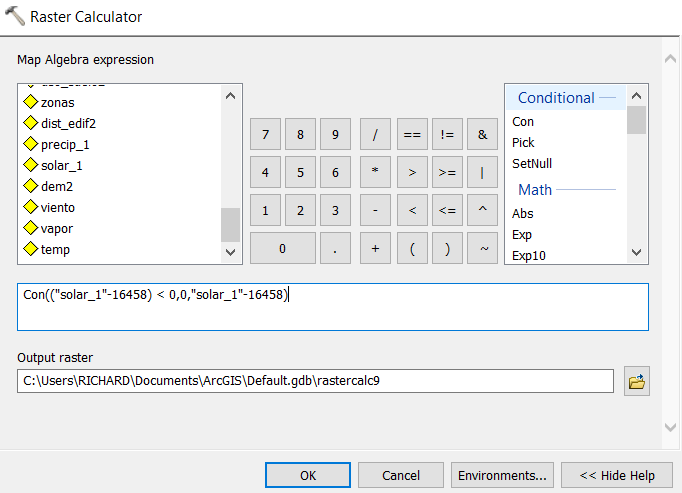 Raster Calculator
Map Algebra expression
zonas
dist_edif2
precip_1
solar_1
dem2
viento
vapor
temp
7 8 9 / == != &
4 5 6 * > >= |
1 2 3 - < <= ^
0 . + ( ) ~
Conditional
Con
Pick
SetNull
Math
Abs
Exp
Exp10
Con(("solar_1"-16458) < 0,0,"solar_1"-16458)
Output raster
C:\Users\RICHARD\Documents\ArcGIS\Default.gdb\rastercalc9
OK Cancel Environments... << Hide Help